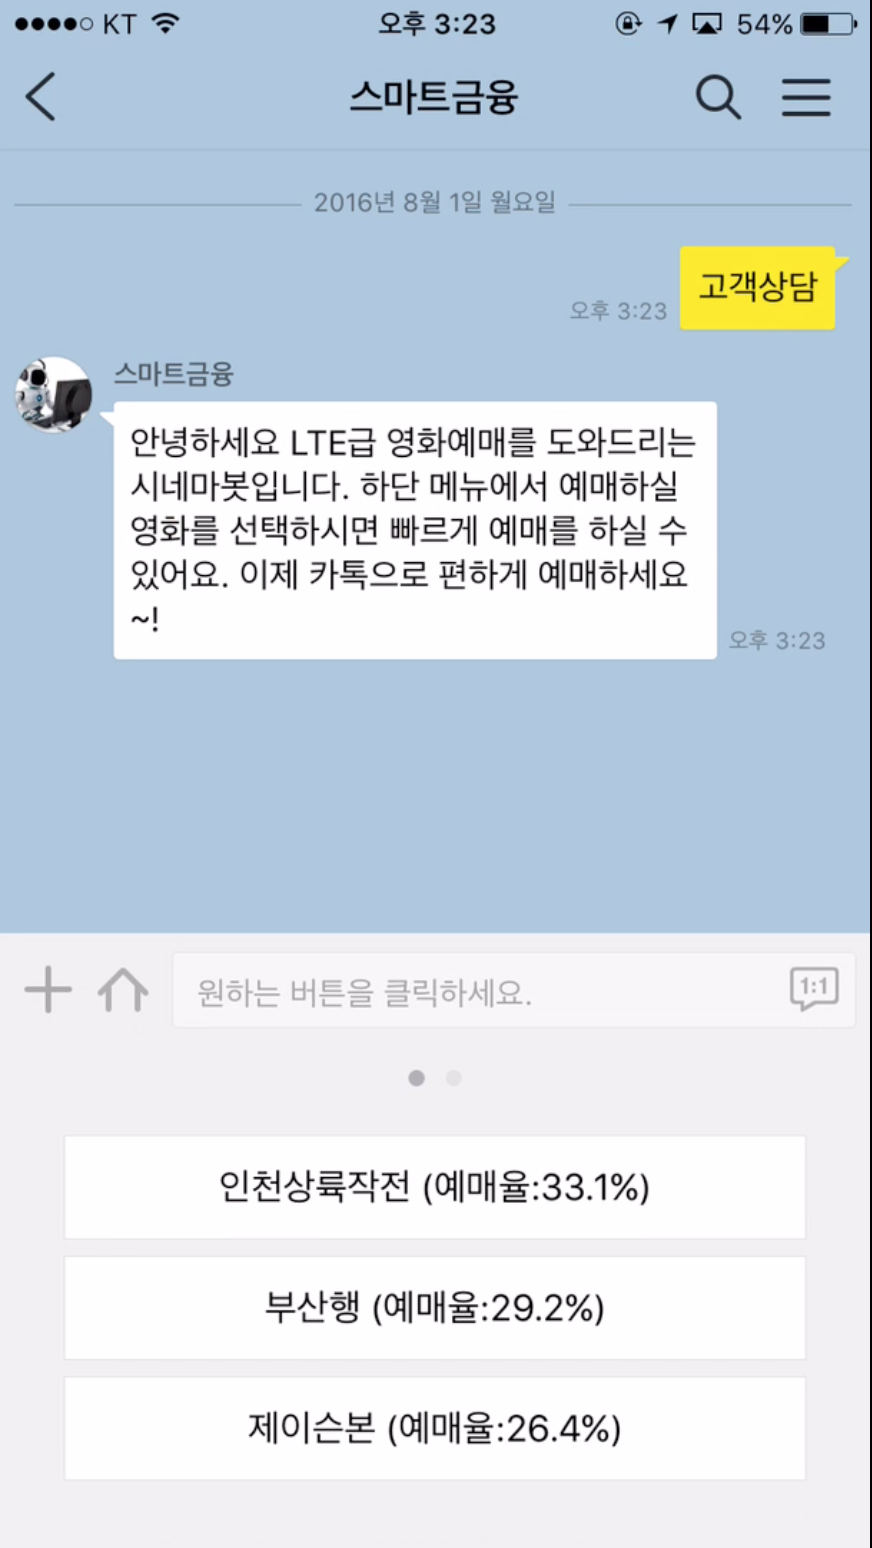 KT 오후 3:23 54%
스마트금융
2016년 8월 1일 월요일
고객상담
오후 3:23
스마트금융
안녕하세요 LTE급 영화예매를 도와드리는
시네마봇입니다. 하단 메뉴에서 예매하실
영화를 선택하시면 빠르게 예매를 하실 수
있어요. 이제 카톡으로 편하게 예매하세요
~!
오후 3:23
원하는 버튼을 클릭하세요.
1:1
인천상륙작전 (예매율:33.1%)
부산행 (예매율:29.2%)
제이슨본 (예매율:26.4%)